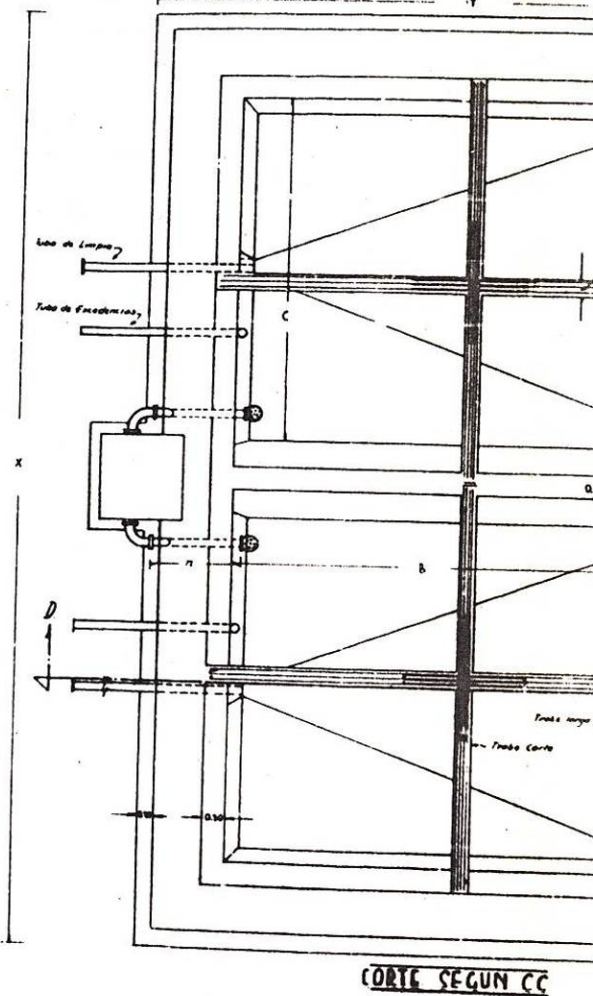 Y
Tubo de Limpia
Tubo de Excedencias
C
X
a
n
B
D
Trabe larga
Trabe Corta
0.30
CORTE SEGUN CC